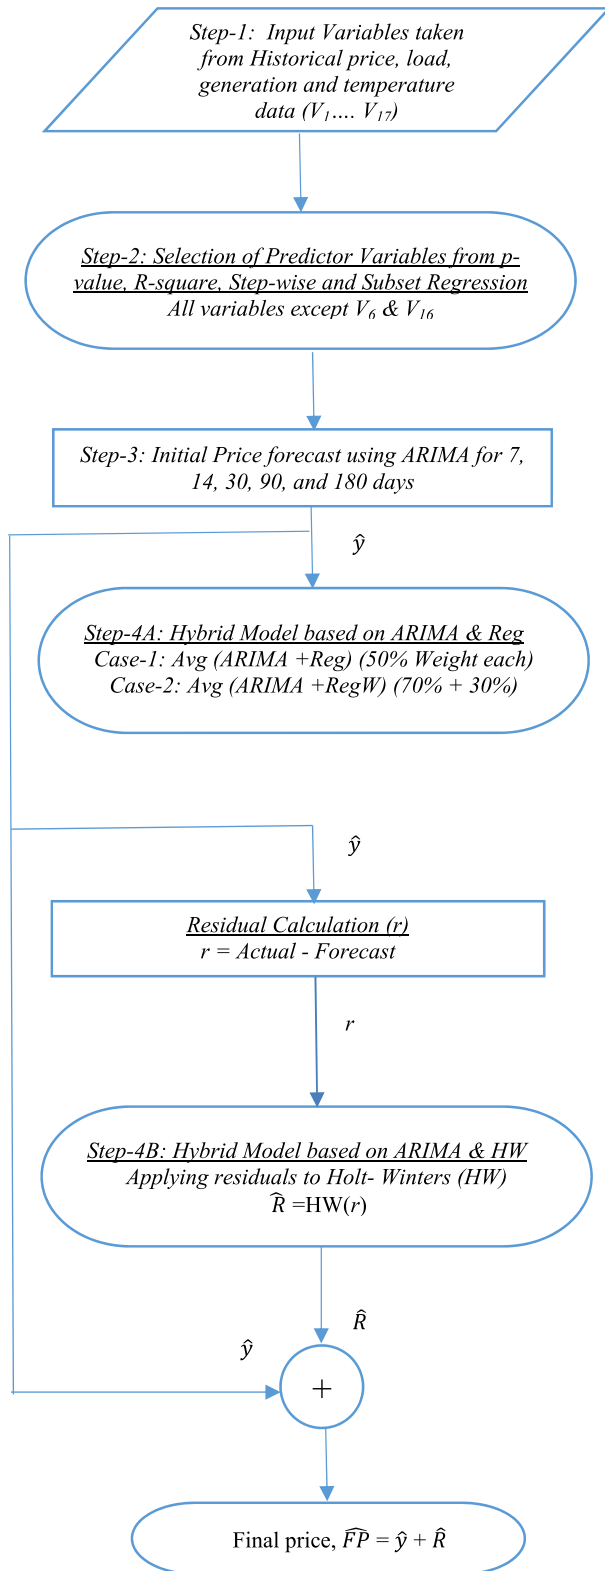 Step-1: Input Variables taken
from Historical price, load,
generation and temperature
data (V₁.... V₁₇)
Step-2: Selection of Predictor Variables from p-
value, R-square, Step-wise and Subset Regression
All variables except V₆ & V₁₆
Step-3: Initial Price forecast using ARIMA for 7,
14, 30, 90, and 180 days
ŷ
Step-4A: Hybrid Model based on ARIMA & Reg
Case-1: Avg (ARIMA +Reg) (50% Weight each)
Case-2: Avg (ARIMA +RegW) (70% + 30%)
ŷ
Residual Calculation (r)
r = Actual - Forecast
r
Step-4B: Hybrid Model based on ARIMA & HW
Applying residuals to Holt- Winters (HW)
R̂ =HW(r)
R̂
ŷ
+
Final price, F̂P̂ = ŷ + R̂